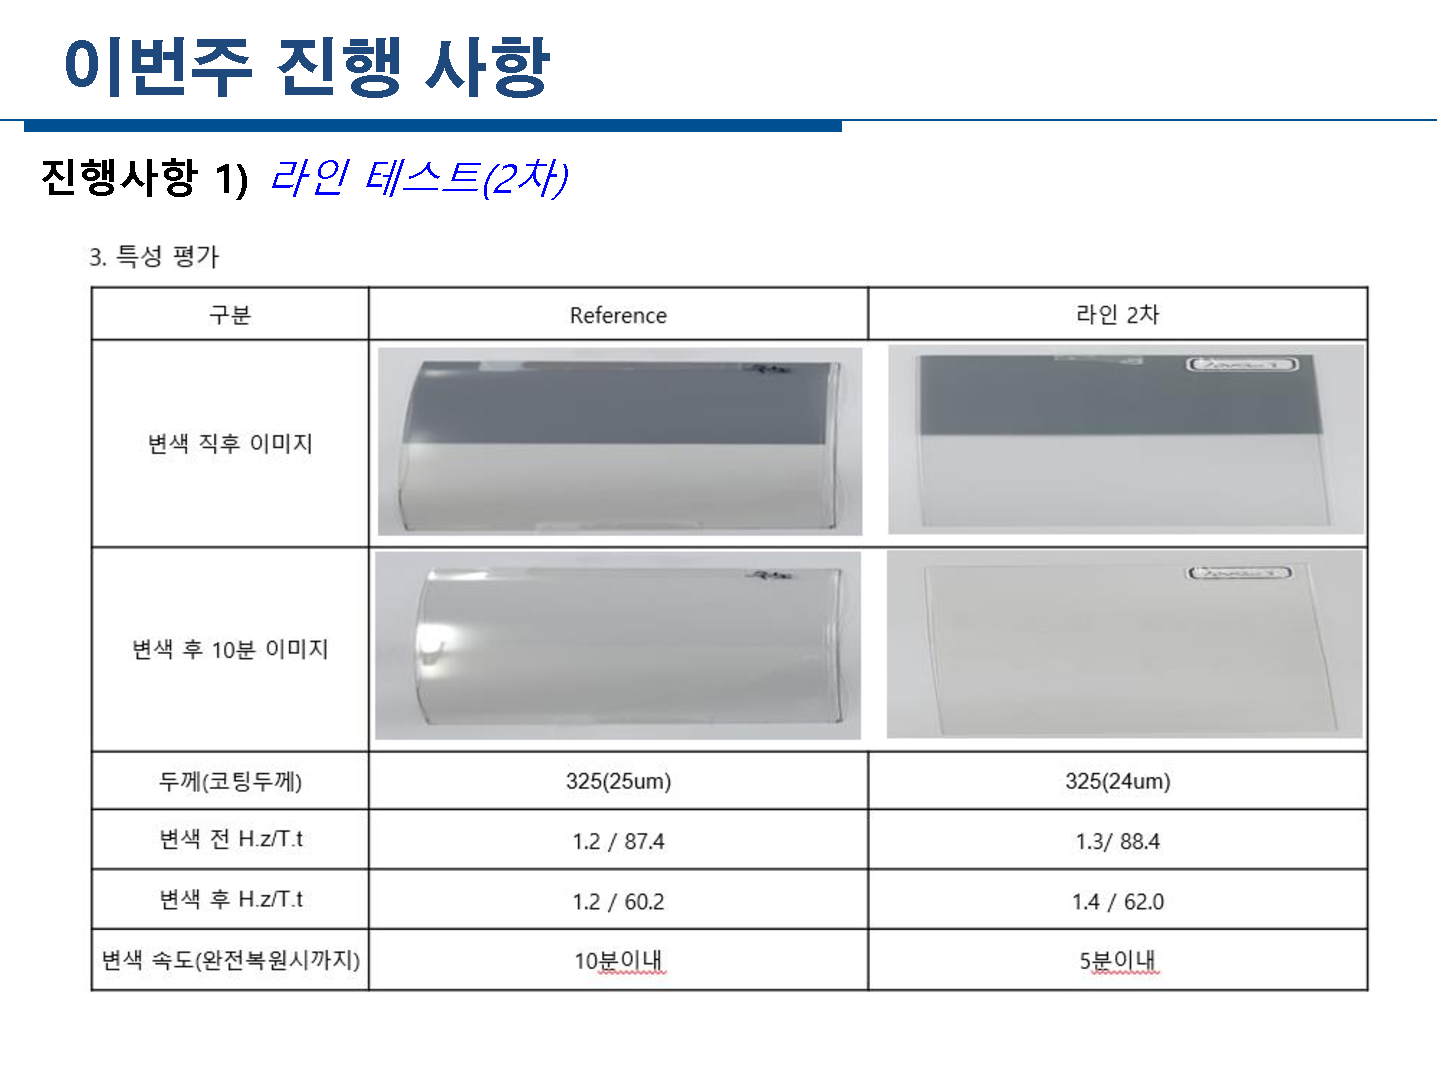 이번주 진행 사항
진행사항 1) 라인 테스트(2차)
3. 특성 평가
구분 Reference 라인 2차
변색 직후 이미지
변색 후 10분 이미지
두께(코팅두께) 325(25um) 325(24um)
변색 전 H.z/T.t 1.2 / 87.4 1.3/ 88.4
변색 후 H.z/T.t 1.2 / 60.2 1.4 / 62.0
변색 속도(완전복원시까지) 10분이내 5분이내